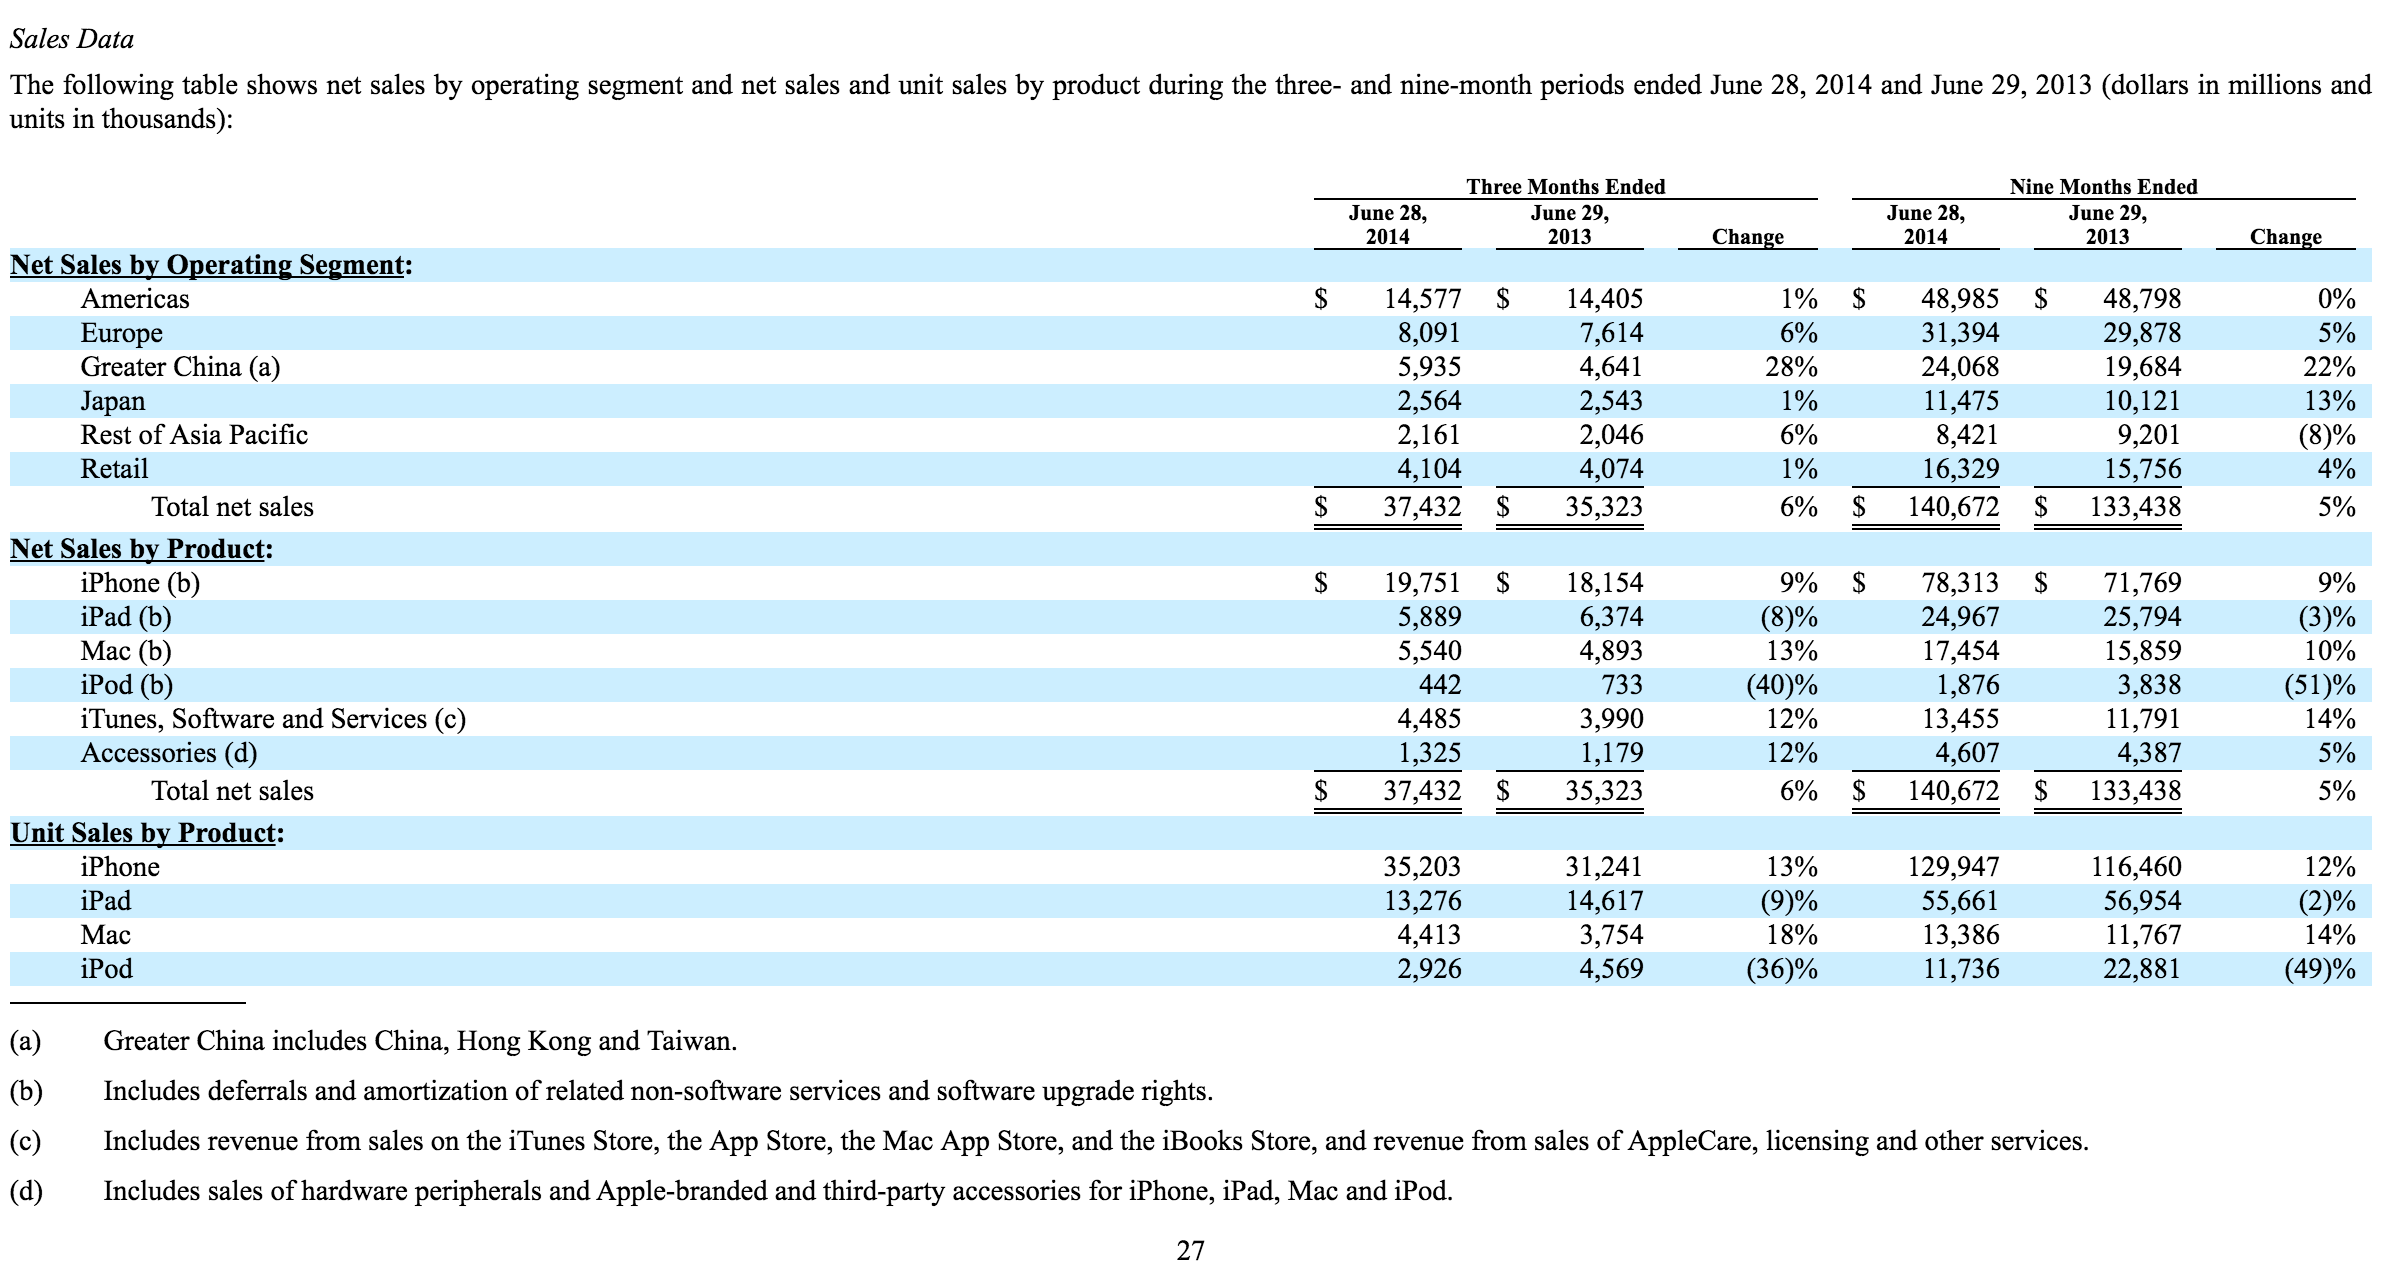 Sales Data
The following table shows net sales by operating segment and net sales and unit sales by product during the three- and nine-month periods ended June 28, 2014 and June 29, 2013 (dollars in millions and
units in thousands):
Three Months Ended Nine Months Ended
June 28, 2014 June 29, 2013 Change June 28, 2014 June 29, 2013 Change
Net Sales by Operating Segment:
Americas $ 14,577 $ 14,405 1% $ 48,985 $ 48,798 0%
Europe 8,091 7,614 6% 31,394 29,878 5%
Greater China (a) 5,935 4,641 28% 24,068 19,684 22%
Japan 2,564 2,543 1% 11,475 10,121 13%
Rest of Asia Pacific 2,161 2,046 6% 8,421 9,201 (8)%
Retail 4,104 4,074 1% 16,329 15,756 4%
Total net sales $ 37,432 $ 35,323 6% $ 140,672 $ 133,438 5%
Net Sales by Product:
iPhone (b) $ 19,751 $ 18,154 9% $ 78,313 $ 71,769 9%
iPad (b) 5,889 6,374 (8)% 24,967 25,794 (3)%
Mac (b) 5,540 4,893 13% 17,454 15,859 10%
iPod (b) 442 733 (40)% 1,876 3,838 (51)%
iTunes, Software and Services (c) 4,485 3,990 12% 13,455 11,791 14%
Accessories (d) 1,325 1,179 12% 4,607 4,387 5%
Total net sales $ 37,432 $ 35,323 6% $ 140,672 $ 133,438 5%
Unit Sales by Product:
iPhone 35,203 31,241 13% 129,947 116,460 12%
iPad 13,276 14,617 (9)% 55,661 56,954 (2)%
Mac 4,413 3,754 18% 13,386 11,767 14%
iPod 2,926 4,569 (36)% 11,736 22,881 (49)%
(a) Greater China includes China, Hong Kong and Taiwan.
(b) Includes deferrals and amortization of related non-software services and software upgrade rights.
(c) Includes revenue from sales on the iTunes Store, the App Store, the Mac App Store, and the iBooks Store, and revenue from sales of AppleCare, licensing and other services.
(d) Includes sales of hardware peripherals and Apple-branded and third-party accessories for iPhone, iPad, Mac and iPod.
27